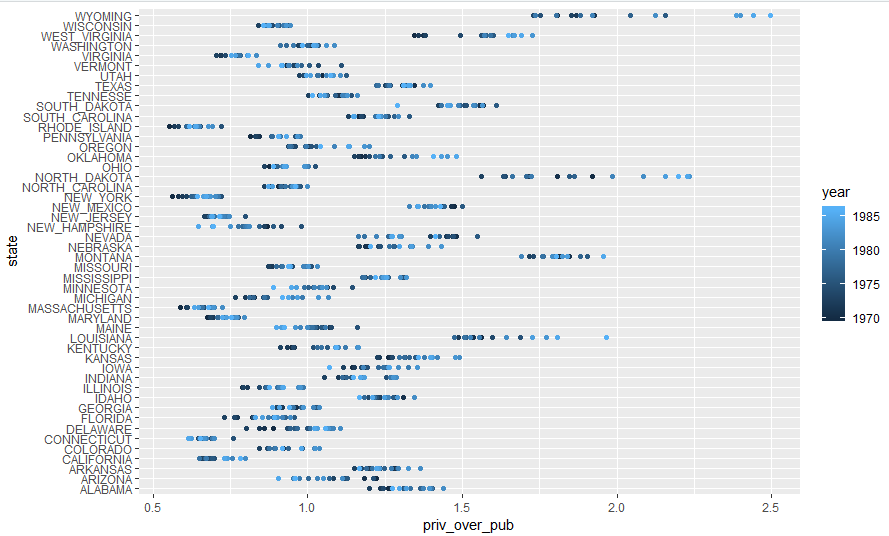 WYOMING
WISCONSIN
WEST_VIRGINIA
WASHINGTON
VIRGINIA
VERMONT
UTAH
TEXAS
TENNESSE
SOUTH_DAKOTA
SOUTH_CAROLINA
RHODE_ISLAND
PENNSYLVANIA
OREGON
OKLAHOMA
OHIO
NORTH_DAKOTA
NORTH_CAROLINA
NEW_YORK
NEW_MEXICO
NEW_JERSEY
NEW_HAMPSHIRE
NEVADA
NEBRASKA
MONTANA
MISSOURI
MISSISSIPPI
MINNESOTA
MICHIGAN
MASSACHUSETTS
MARYLAND
MAINE
LOUISIANA
KENTUCKY
KANSAS
IOWA
INDIANA
ILLINOIS
IDAHO
GEORGIA
FLORIDA
DELAWARE
CONNECTICUT
COLORADO
CALIFORNIA
ARKANSAS
ARIZONA
ALABAMA
state
0.5 1.0 1.5 2.0 2.5
priv_over_pub
year
1985
1980
1975
1970